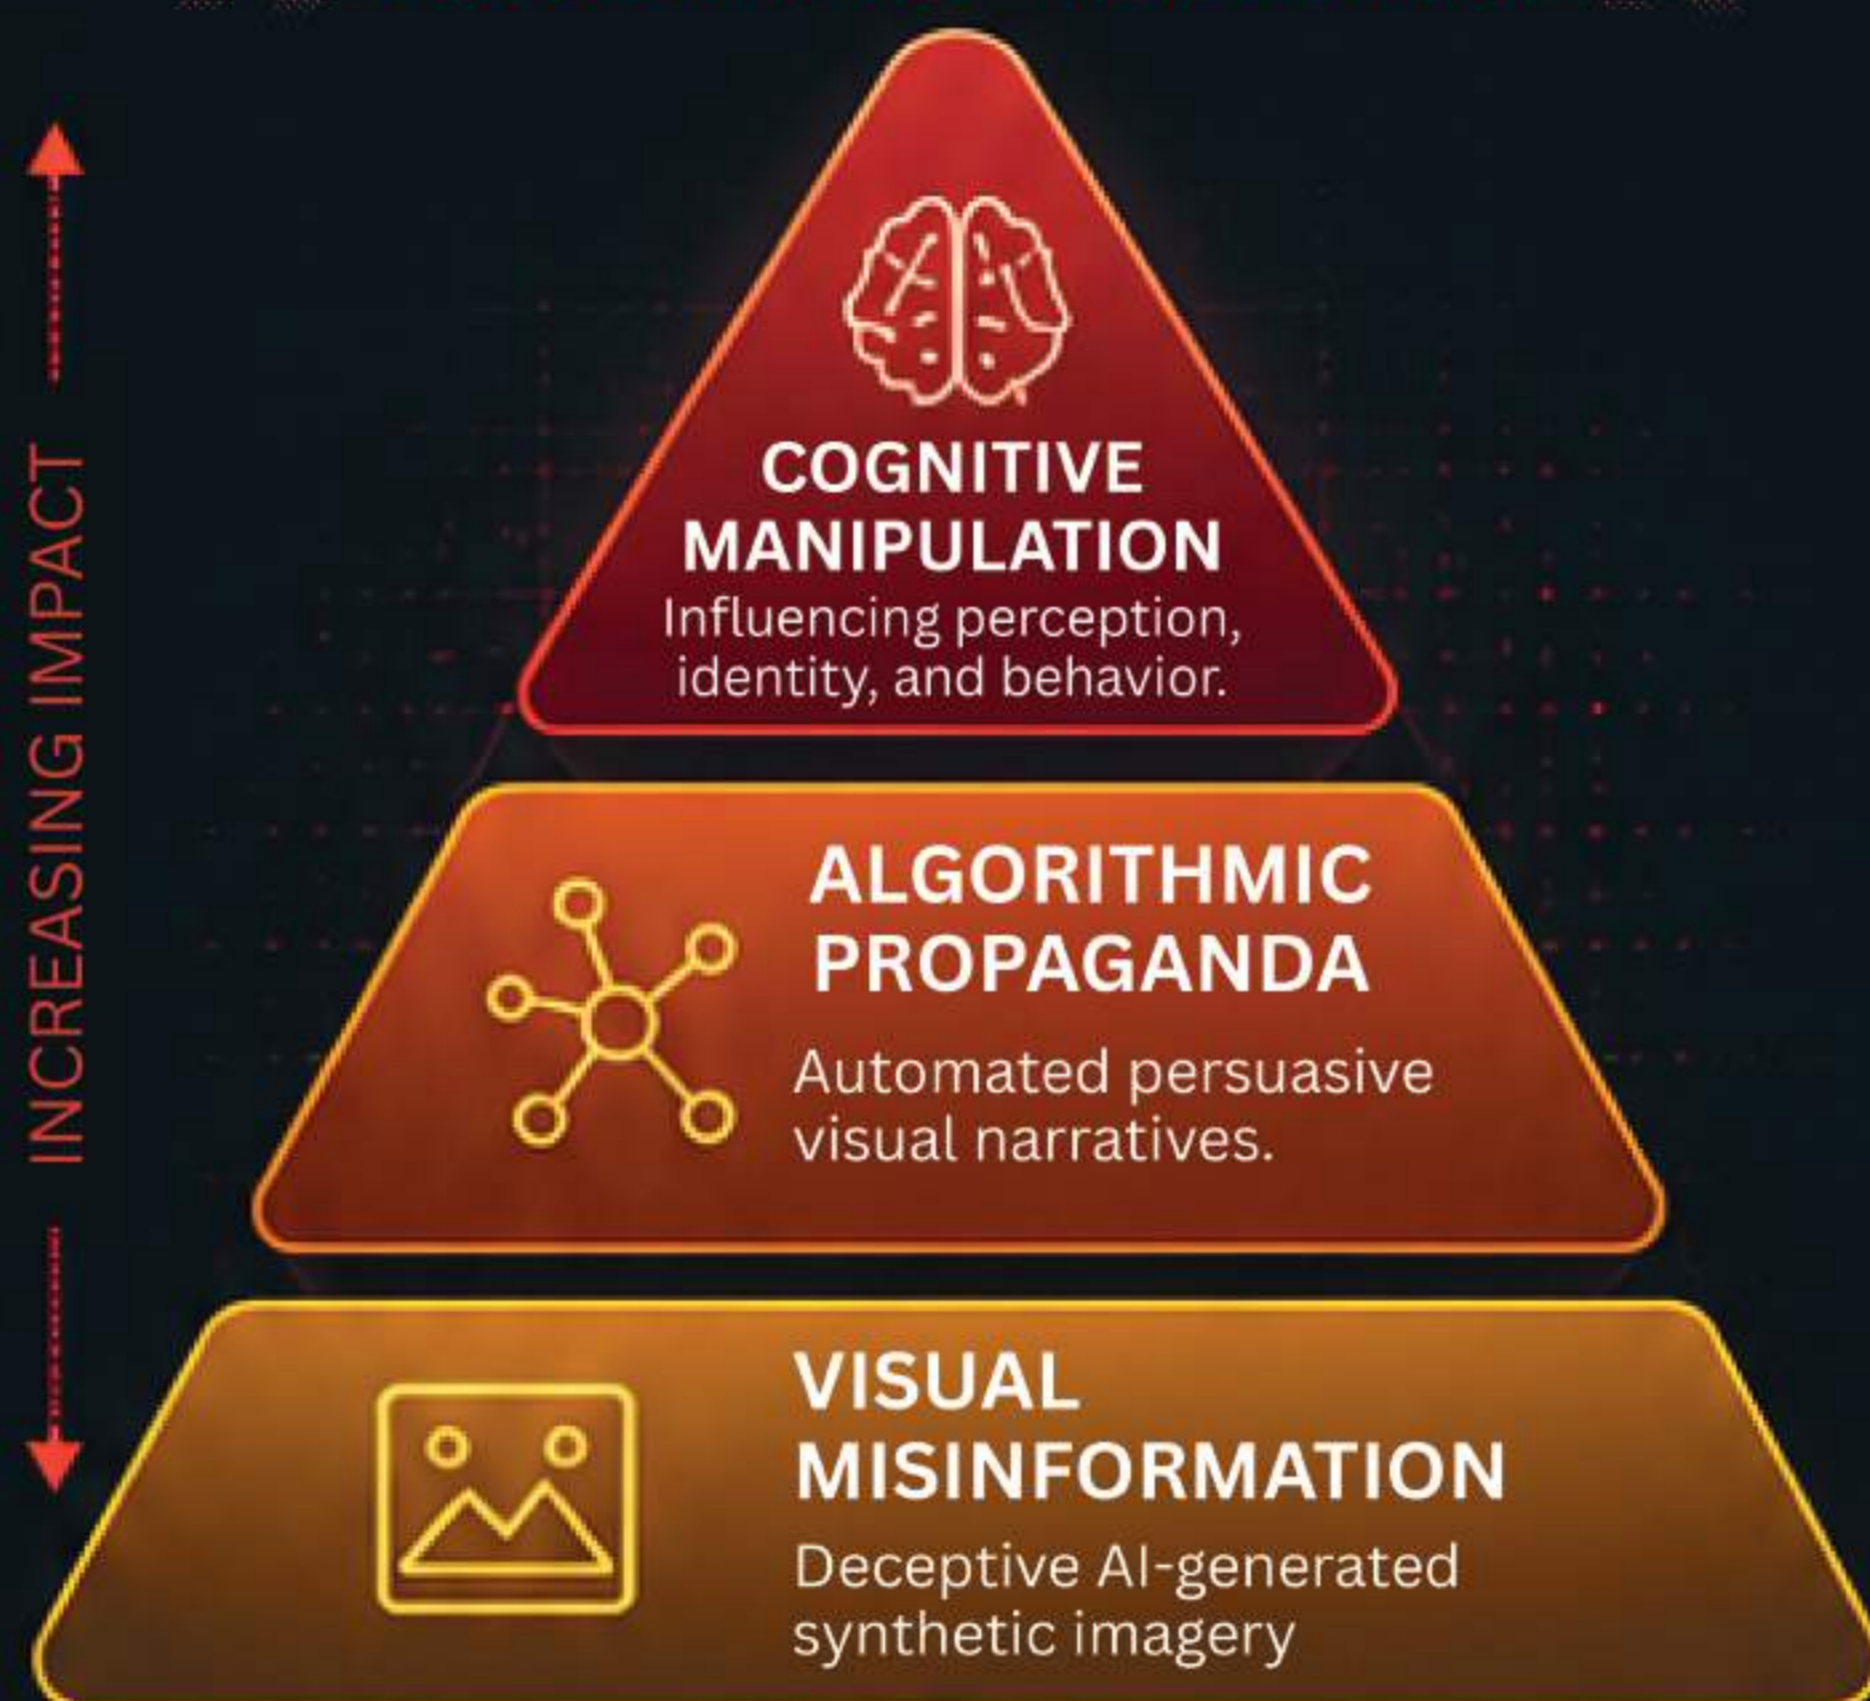 INCREASING IMPACT
COGNITIVE
MANIPULATION
Influencing perception,
identity, and behavior.
ALGORITHMIC
PROPAGANDA
Automated persuasive
visual narratives.
VISUAL
MISINFORMATION
Deceptive AI-generated
synthetic imagery